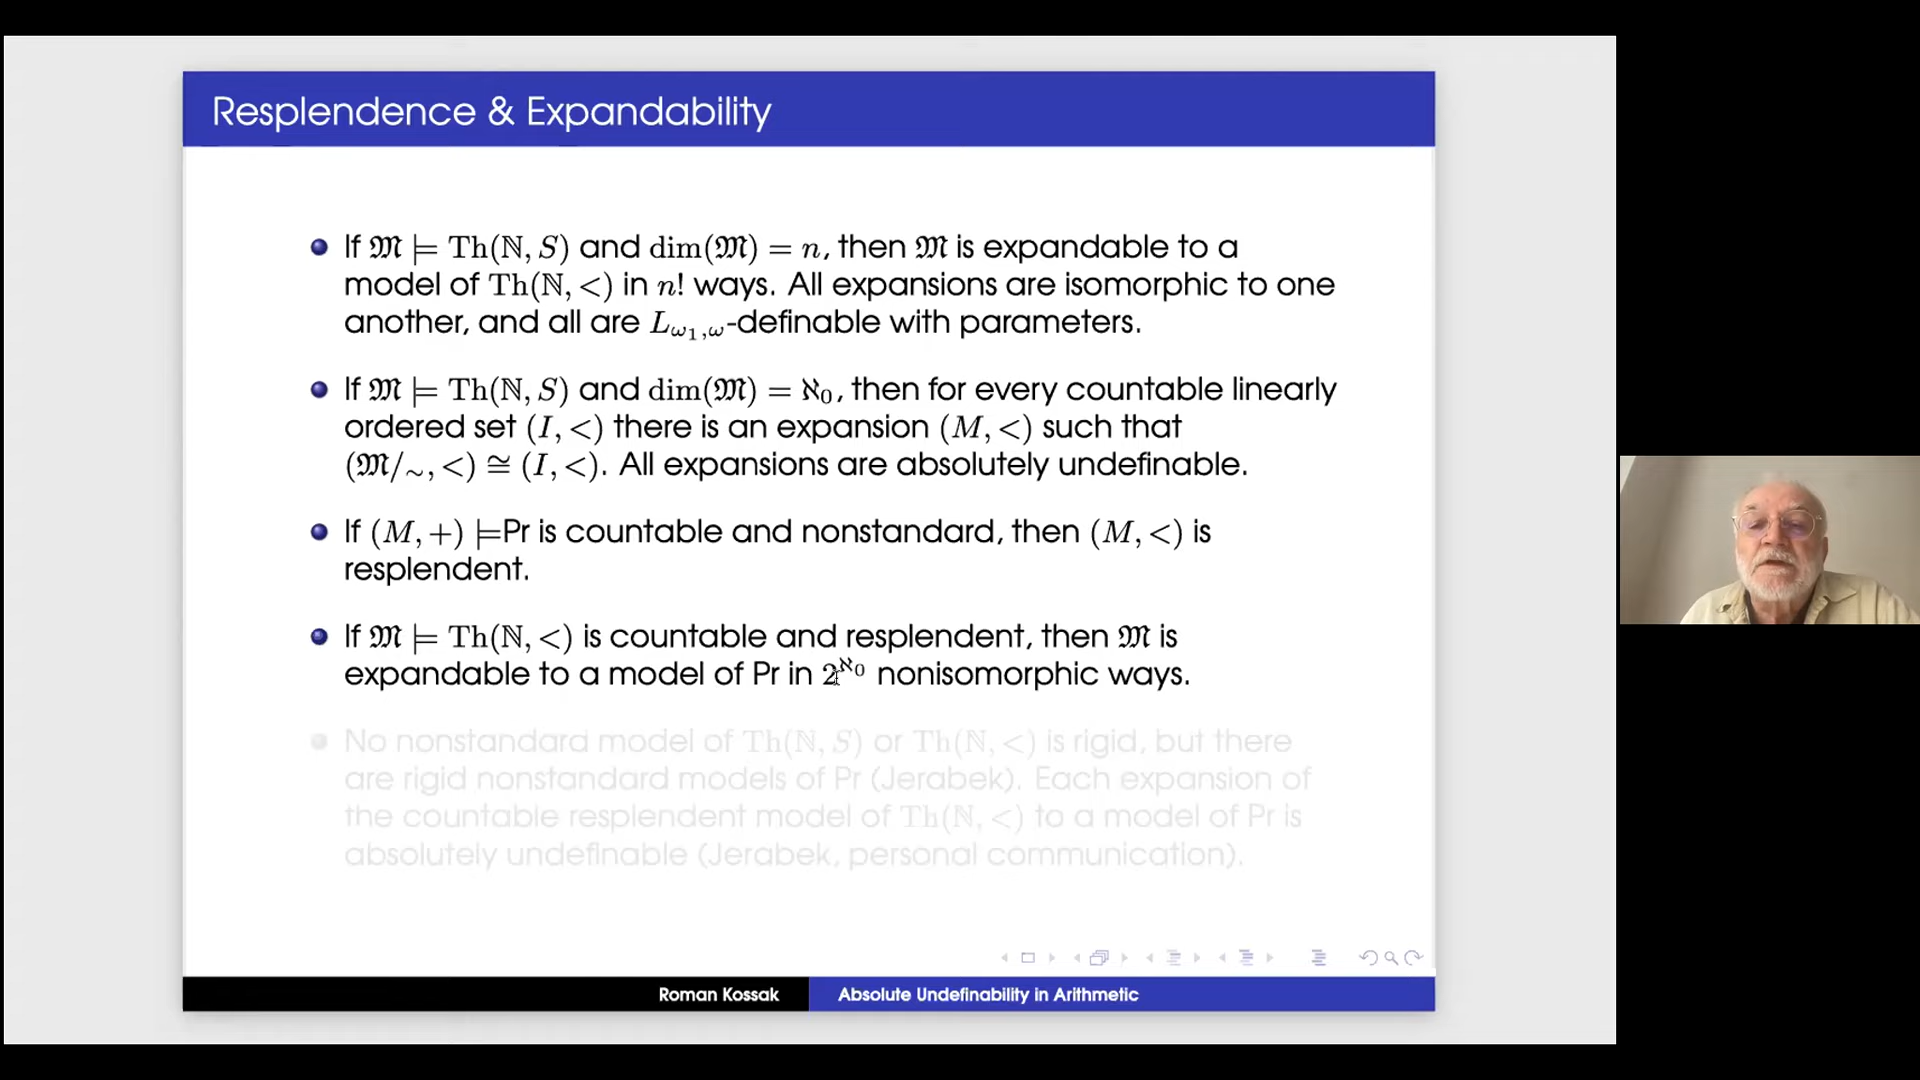 Resplendence & Expandability
• If 𝔐 ⊨ Th(ℕ, S) and dim(𝔐) = n, then 𝔐 is expandable to a
model of Th(ℕ, <) in n! ways. All expansions are isomorphic to one
another, and all are L_{ω₁,ω}-definable with parameters.
• If 𝔐 ⊨ Th(ℕ, S) and dim(𝔐) = ℵ₀, then for every countable linearly
ordered set (I, <) there is an expansion (M, <) such that
(𝔐/∼, <) ≅ (I, <). All expansions are absolutely undefinable.
• If (M, +) ⊨Pr is countable and nonstandard, then (M, <) is
resplendent.
• If 𝔐 ⊨ Th(ℕ, <) is countable and resplendent, then 𝔐 is
expandable to a model of Pr in 2^{ℵ₀} nonisomorphic ways.
• No nonstandard model of Th(ℕ, S) or Th(ℕ, <) is rigid, but there
are rigid nonstandard models of Pr (Jerabek). Each expansion of
the countable resplendent model of Th(ℕ, <) to a model of Pr is
absolutely undefinable (Jerabek, personal communication).
Roman Kossak
Absolute Undefinability in Arithmetic